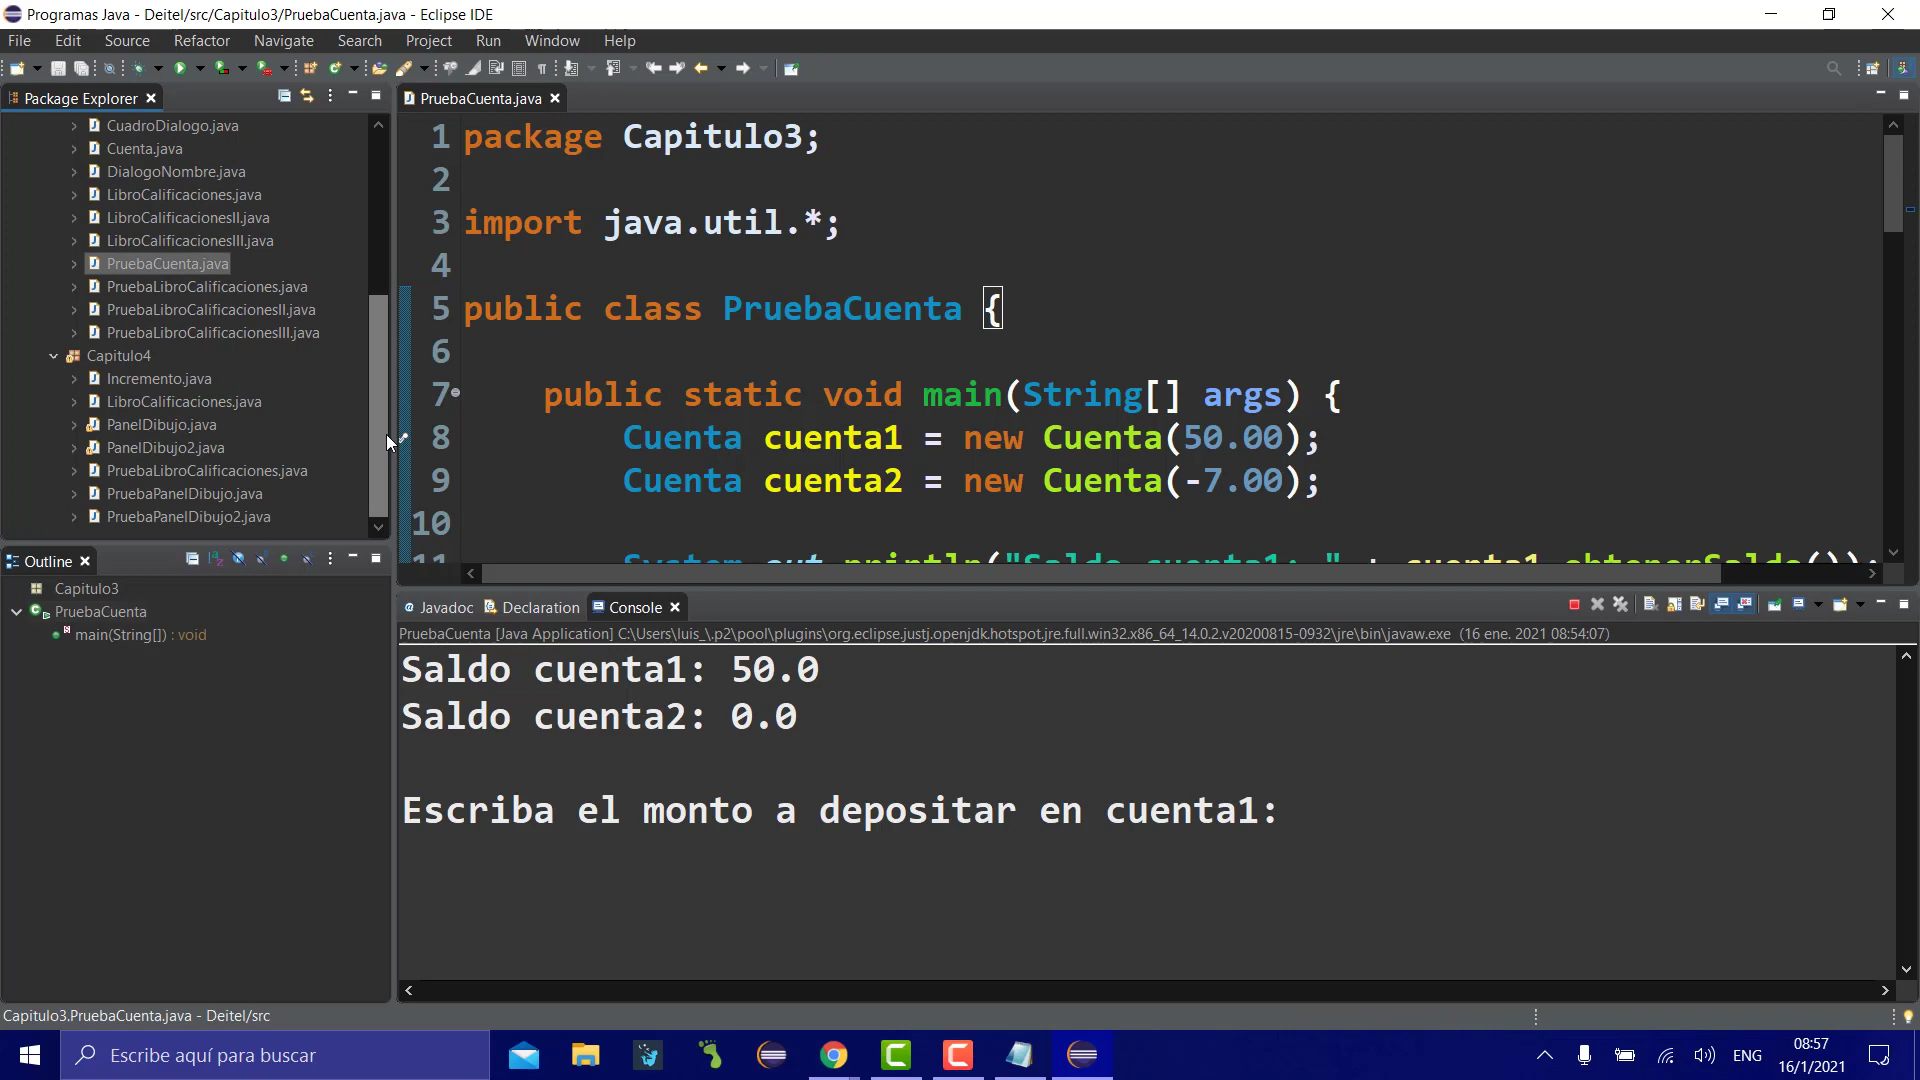 Programas Java - Deitel/src/Capitulo3/PruebaCuenta.java - Eclipse IDE
File Edit Source Refactor Navigate Search Project Run Window Help
Package Explorer
CuadroDialogo.java
Cuenta.java
DialogoNombre.java
LibroCalificaciones.java
LibroCalificacionesII.java
LibroCalificacionesIII.java
PruebaCuenta.java
PruebaLibroCalificaciones.java
PruebaLibroCalificacionesII.java
PruebaLibroCalificacionesIII.java
Capitulo4
Incremento.java
LibroCalificaciones.java
PanelDibujo.java
PanelDibujo2.java
PruebaLibroCalificaciones.java
PruebaPanelDibujo.java
PruebaPanelDibujo2.java
Outline
Capitulo3
PruebaCuenta
main(String[]) : void
PruebaCuenta.java
1 package Capitulo3;
2
3 import java.util.*;
4
5 public class PruebaCuenta {
6
7 public static void main(String[] args) {
8 Cuenta cuenta1 = new Cuenta(50.00);
9 Cuenta cuenta2 = new Cuenta(-7.00);
10
11 System.out.println("Saldo cuenta1: " + cuenta1.obtenerSaldo());
Javadoc Declaration Console
PruebaCuenta [Java Application] C:\Users\luis_\.p2\pool\plugins\org.eclipse.justj.openjdk.hotspot.jre.full.win32.x86_64_14.0.2.v20200815-0932\jre\bin\javaw.exe (16 ene. 2021 08:54:07)
Saldo cuenta1: 50.0
Saldo cuenta2: 0.0
Escriba el monto a depositar en cuenta1:
Capitulo3.PruebaCuenta.java - Deitel/src
Escribe aquí para buscar
ENG
08:57
16/1/2021